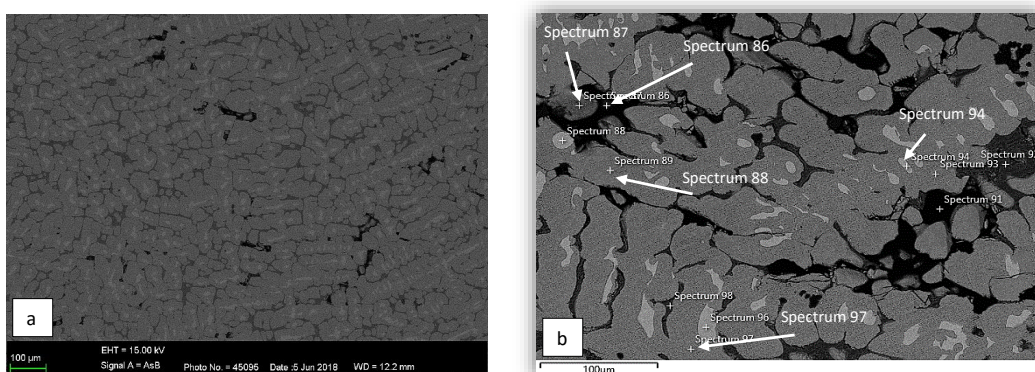 a
100 μm
EHT = 15.00 kV
Signal A = AsB
Photo No. = 45095
Date :5 Jun 2018
WD = 12.2 mm
Spectrum 87
Spectrum 86
Spectrum 86
Spectrum 88
Spectrum 94
Spectrum 94
Spectrum 93
Spectrum 89
Spectrum 88
Spectrum 91
Spectrum 98
Spectrum 96
Spectrum 97
b
100μm